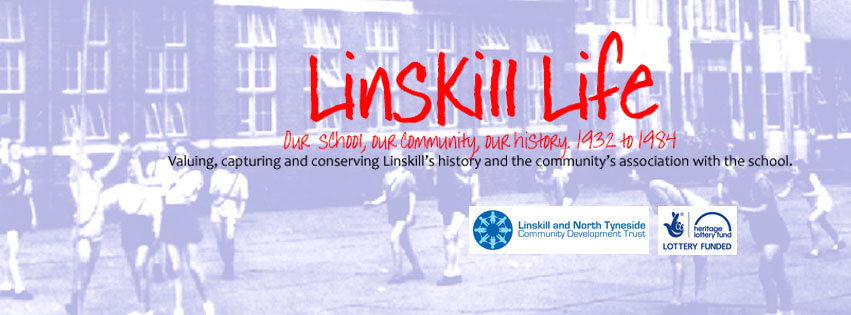 Linskill Life
Our school, our community, our history. 1932 to 1984
Valuing, capturing and conserving Linskill's history and the community's association with the school.
Linskill and North Tyneside
Community Development Trust
heritage
lottery fund
LOTTERY FUNDED